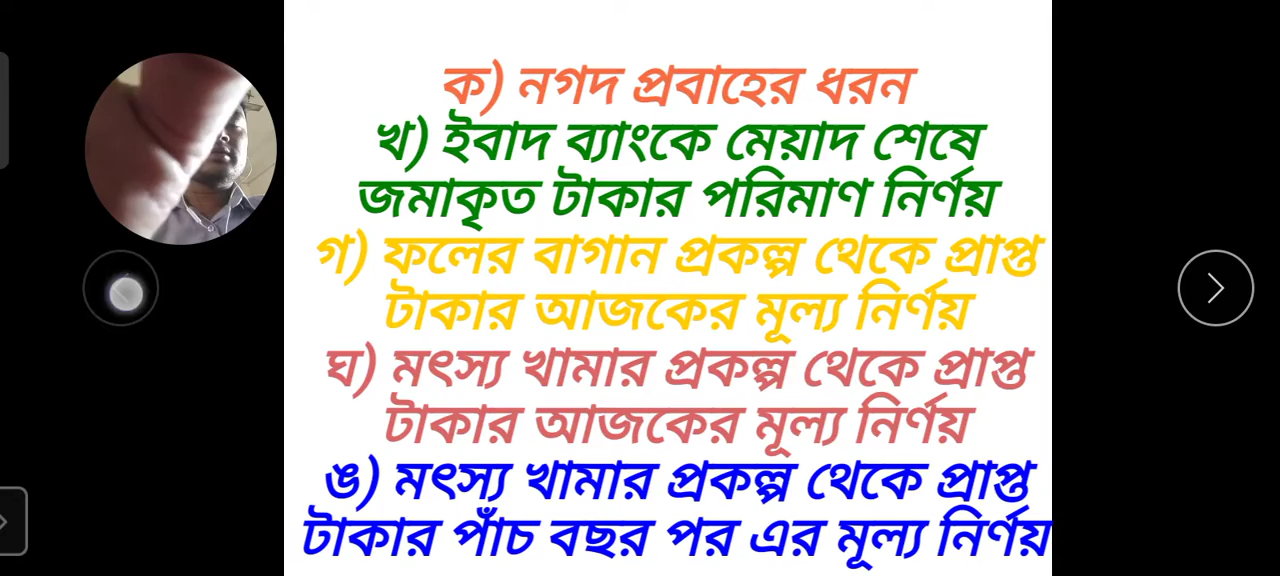 ক) নগদ প্রবাহের ধরন
খ) ইবাদ ব্যাংকে মেয়াদ শেষে
জমাকৃত টাকার পরিমাণ নির্ণয়
গ) ফলের বাগান প্রকল্প থেকে প্রাপ্ত
টাকার আজকের মূল্য নির্ণয়
ঘ) মৎস্য খামার প্রকল্প থেকে প্রাপ্ত
টাকার আজকের মূল্য নির্ণয়
ঙ) মৎস্য খামার প্রকল্প থেকে প্রাপ্ত
টাকার পাঁচ বছর পর এর মূল্য নির্ণয়